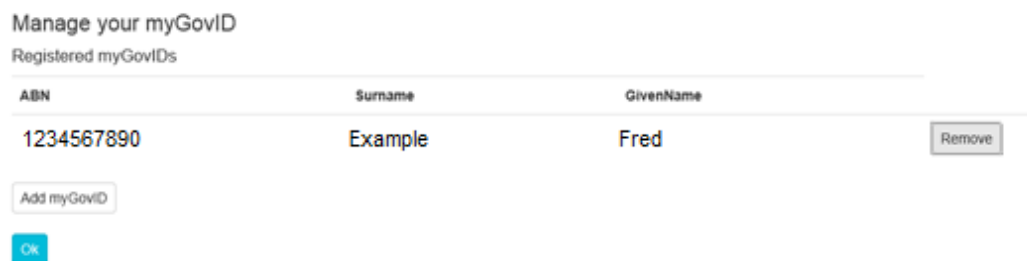 Manage your myGovID
Registered myGovIDs
ABN Surname GivenName
1234567890 Example Fred Remove
Add myGovID
Ok